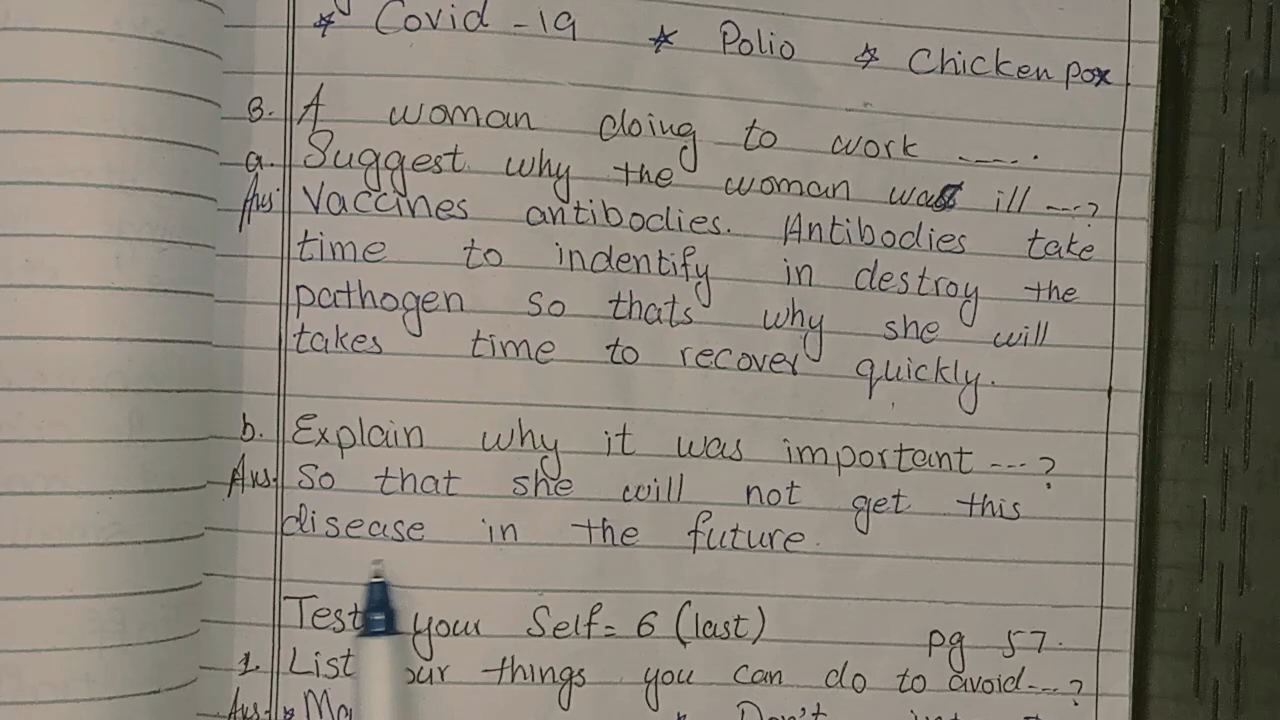 * Covid -19 * Polio * Chicken pox
3. A woman doing to work .....
a. Suggest why the woman was ill ---?
Ans Vaccines antibodies. Antibodies take
time to indentify in destroy the
pathogen so thats why she will
takes time to recover quickly.
b. Explain why it was important ---?
Ans. So that she will not get this
disease in the future.
Test your Self = 6 (last) pg 57.
1. List things you can do to avoid ---?
Ans. * Don't